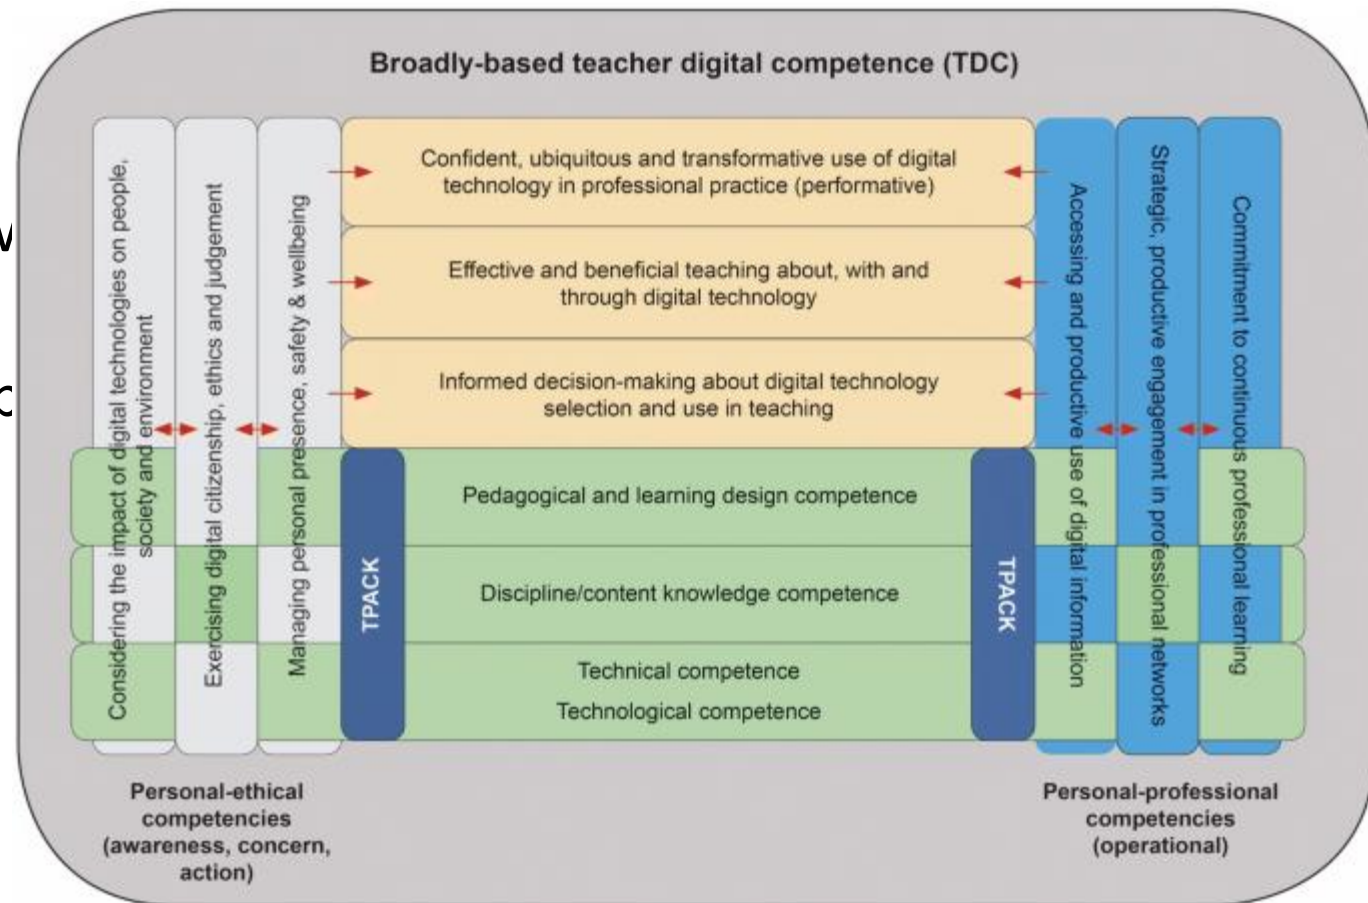 Broadly-based teacher digital competence (TDC)
Considering the impact of digital technologies on people,
society and environment
Exercising digital citizenship, ethics and judgement
Managing personal presence, safety & wellbeing
Confident, ubiquitous and transformative use of digital
technology in professional practice (performative)
Effective and beneficial teaching about, with and
through digital technology
Informed decision-making about digital technology
selection and use in teaching
TPACK
Pedagogical and learning design competence
Discipline/content knowledge competence
Technical competence
Technological competence
TPACK
Accessing and productive use of digital information
Strategic, productive engagement in professional networks
Commitment to continuous professional learning
Personal-ethical
competencies
(awareness, concern,
action)
Personal-professional
competencies
(operational)